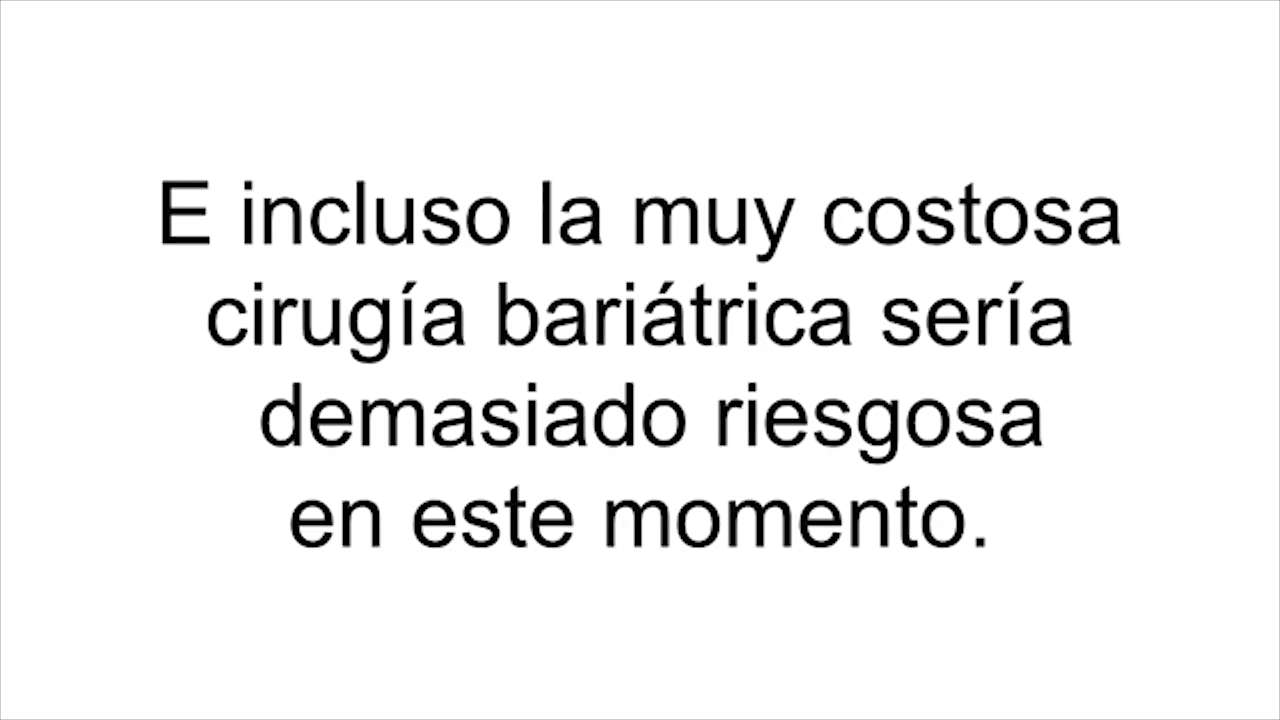 E incluso la muy costosa
cirugía bariátrica sería
demasiado riesgosa
en este momento.